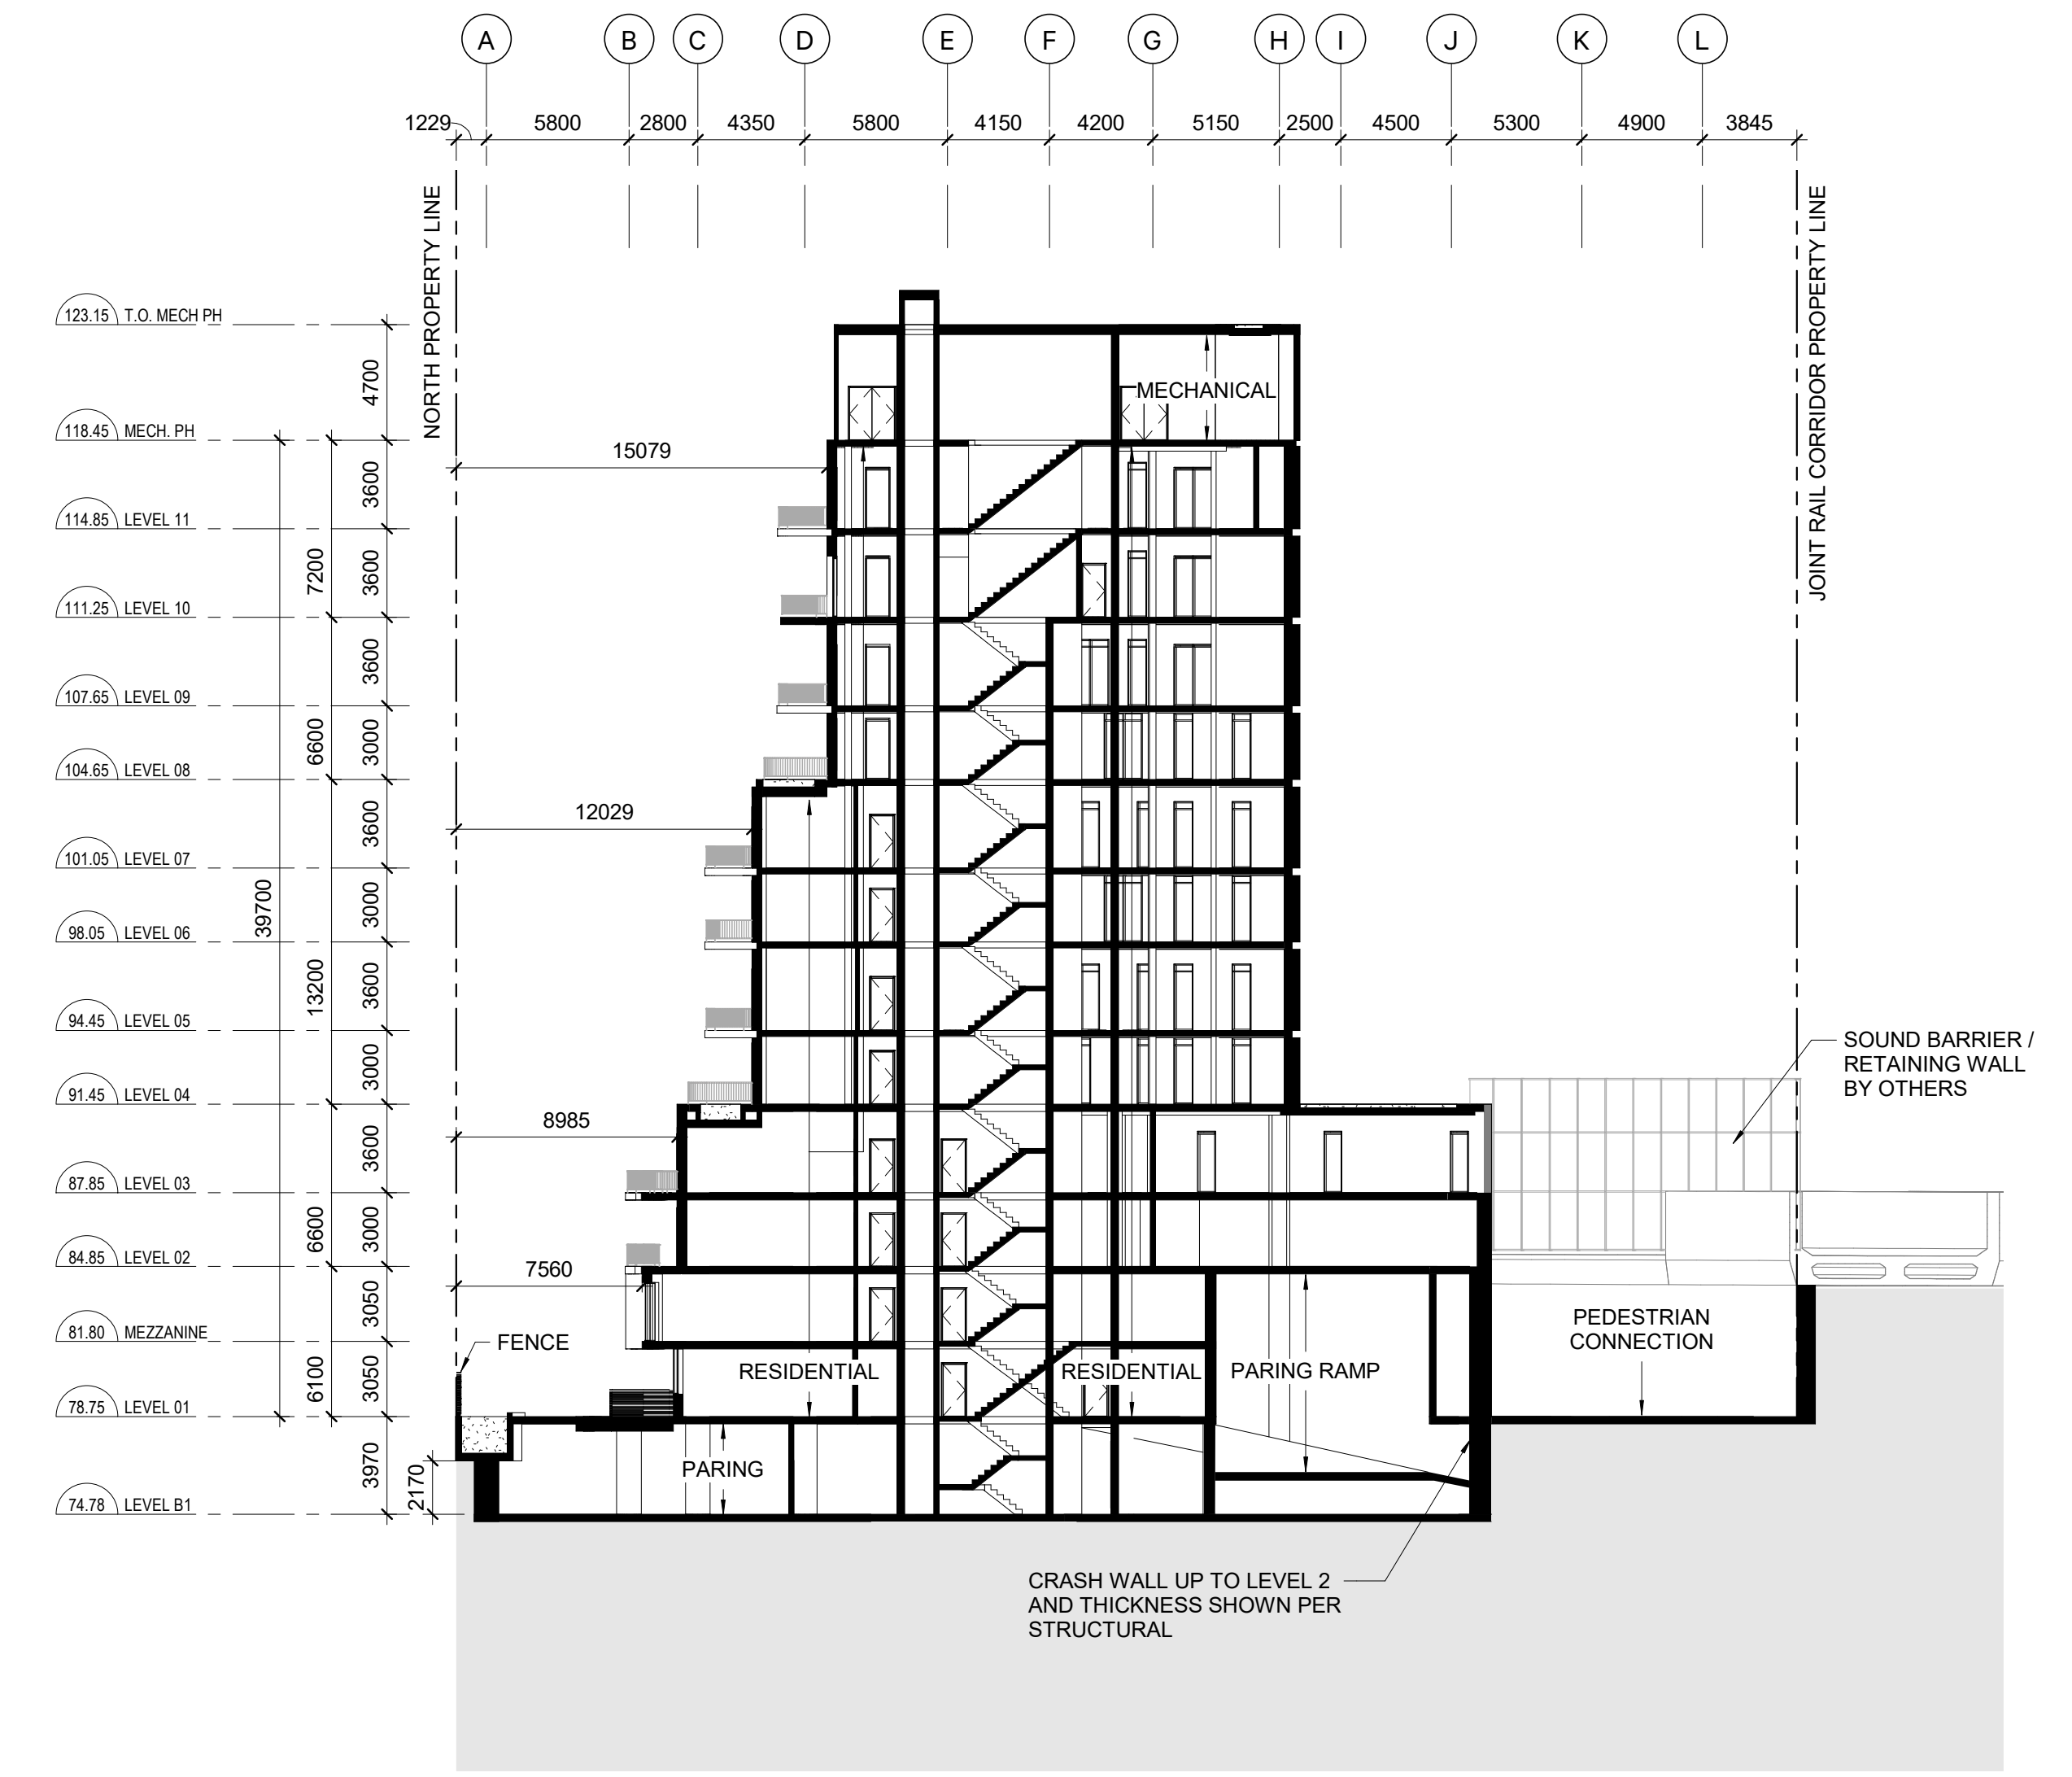 A B C D E F G H I J K L
1229 5800 2800 4350 5800 4150 4200 5150 2500 4500 5300 4900 3845
NORTH PROPERTY LINE
JOINT RAIL CORRIDOR PROPERTY LINE
123.15 T.O. MECH PH
4700
MECHANICAL
118.45 MECH. PH
15079
3600
114.85 LEVEL 11
7200
3600
111.25 LEVEL 10
3600
107.65 LEVEL 09
6600
3000
104.65 LEVEL 08
12029
3600
101.05 LEVEL 07
39700
3000
98.05 LEVEL 06
13200
3600
94.45 LEVEL 05
SOUND BARRIER /
RETAINING WALL
BY OTHERS
3000
91.45 LEVEL 04
8985
3600
87.85 LEVEL 03
6600
3000
84.85 LEVEL 02
7560
3050
PEDESTRIAN
CONNECTION
81.80 MEZZANINE
FENCE
RESIDENTIAL
RESIDENTIAL
PARING RAMP
6100
3050
78.75 LEVEL 01
3970
PARING
2170
74.78 LEVEL B1
CRASH WALL UP TO LEVEL 2
AND THICKNESS SHOWN PER
STRUCTURAL